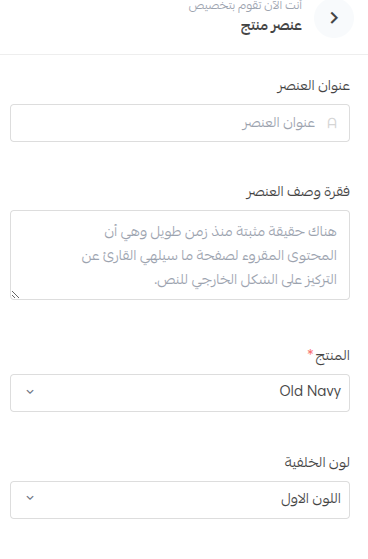 أنت الآن تقوم بتخصيص
عنصر منتج
عنوان العنصر
عنوان العنصر
فقرة وصف العنصر
هناك حقيقة مثبتة منذ زمن طويل وهي أن
المحتوى المقروء لصفحة ما سيلهي القارئ عن
التركيز على الشكل الخارجي للنص.
المنتج*
Old Navy
لون الخلفية
اللون الاول